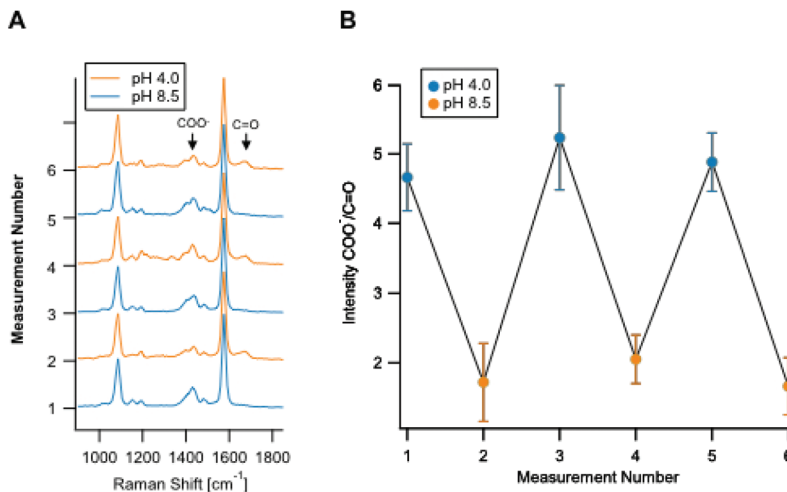 A
pH 4.0
pH 8.5
COO⁻
C=O
Measurement Number
6
5
4
3
2
1
1000 1200 1400 1600 1800
Raman Shift [cm⁻¹]
B
pH 4.0
pH 8.5
Intensity COO⁻/C=O
6
5
4
3
2
1 2 3 4 5 6
Measurement Number